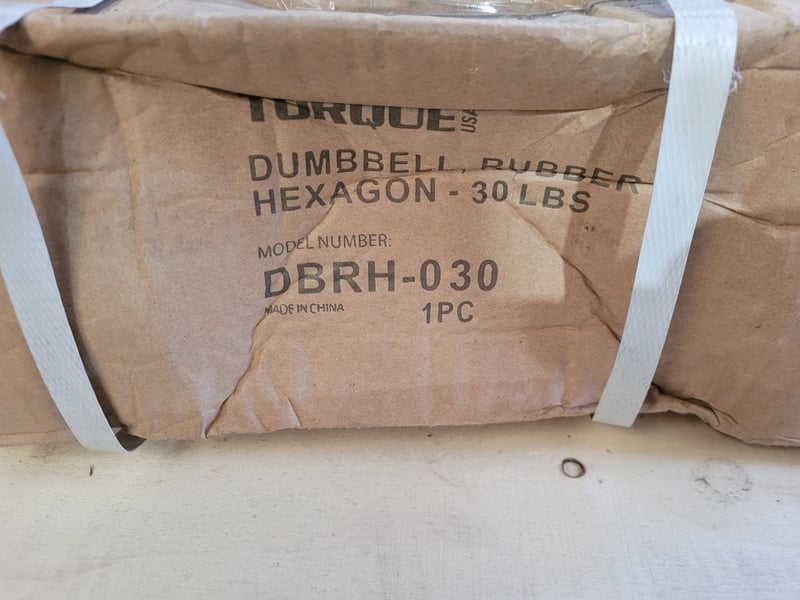 TORQUE USA
DUMBBELL, RUBBER
HEXAGON - 30 LBS
MODEL NUMBER:
DBRH-030
MADE IN CHINA
1PC